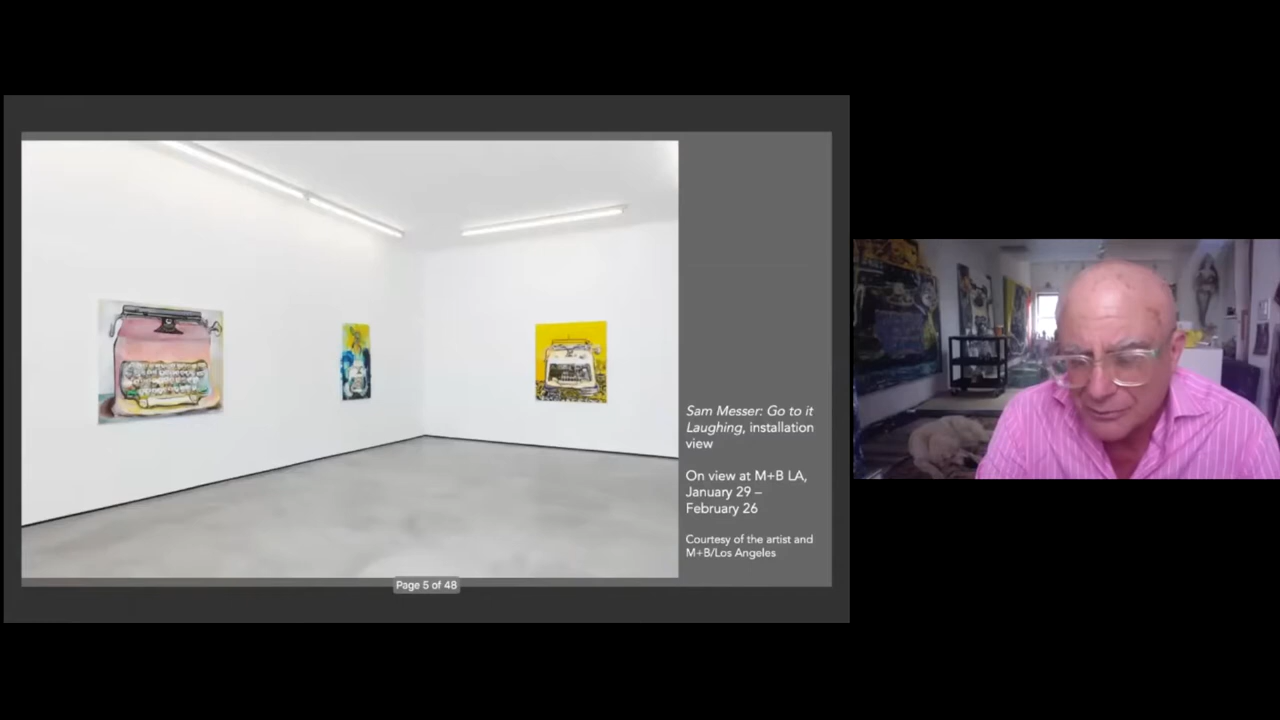 Sam Messer: Go to it
Laughing, installation
view
On view at M+B LA,
January 29 –
February 26
Courtesy of the artist and
M+B/Los Angeles
Page 5 of 48